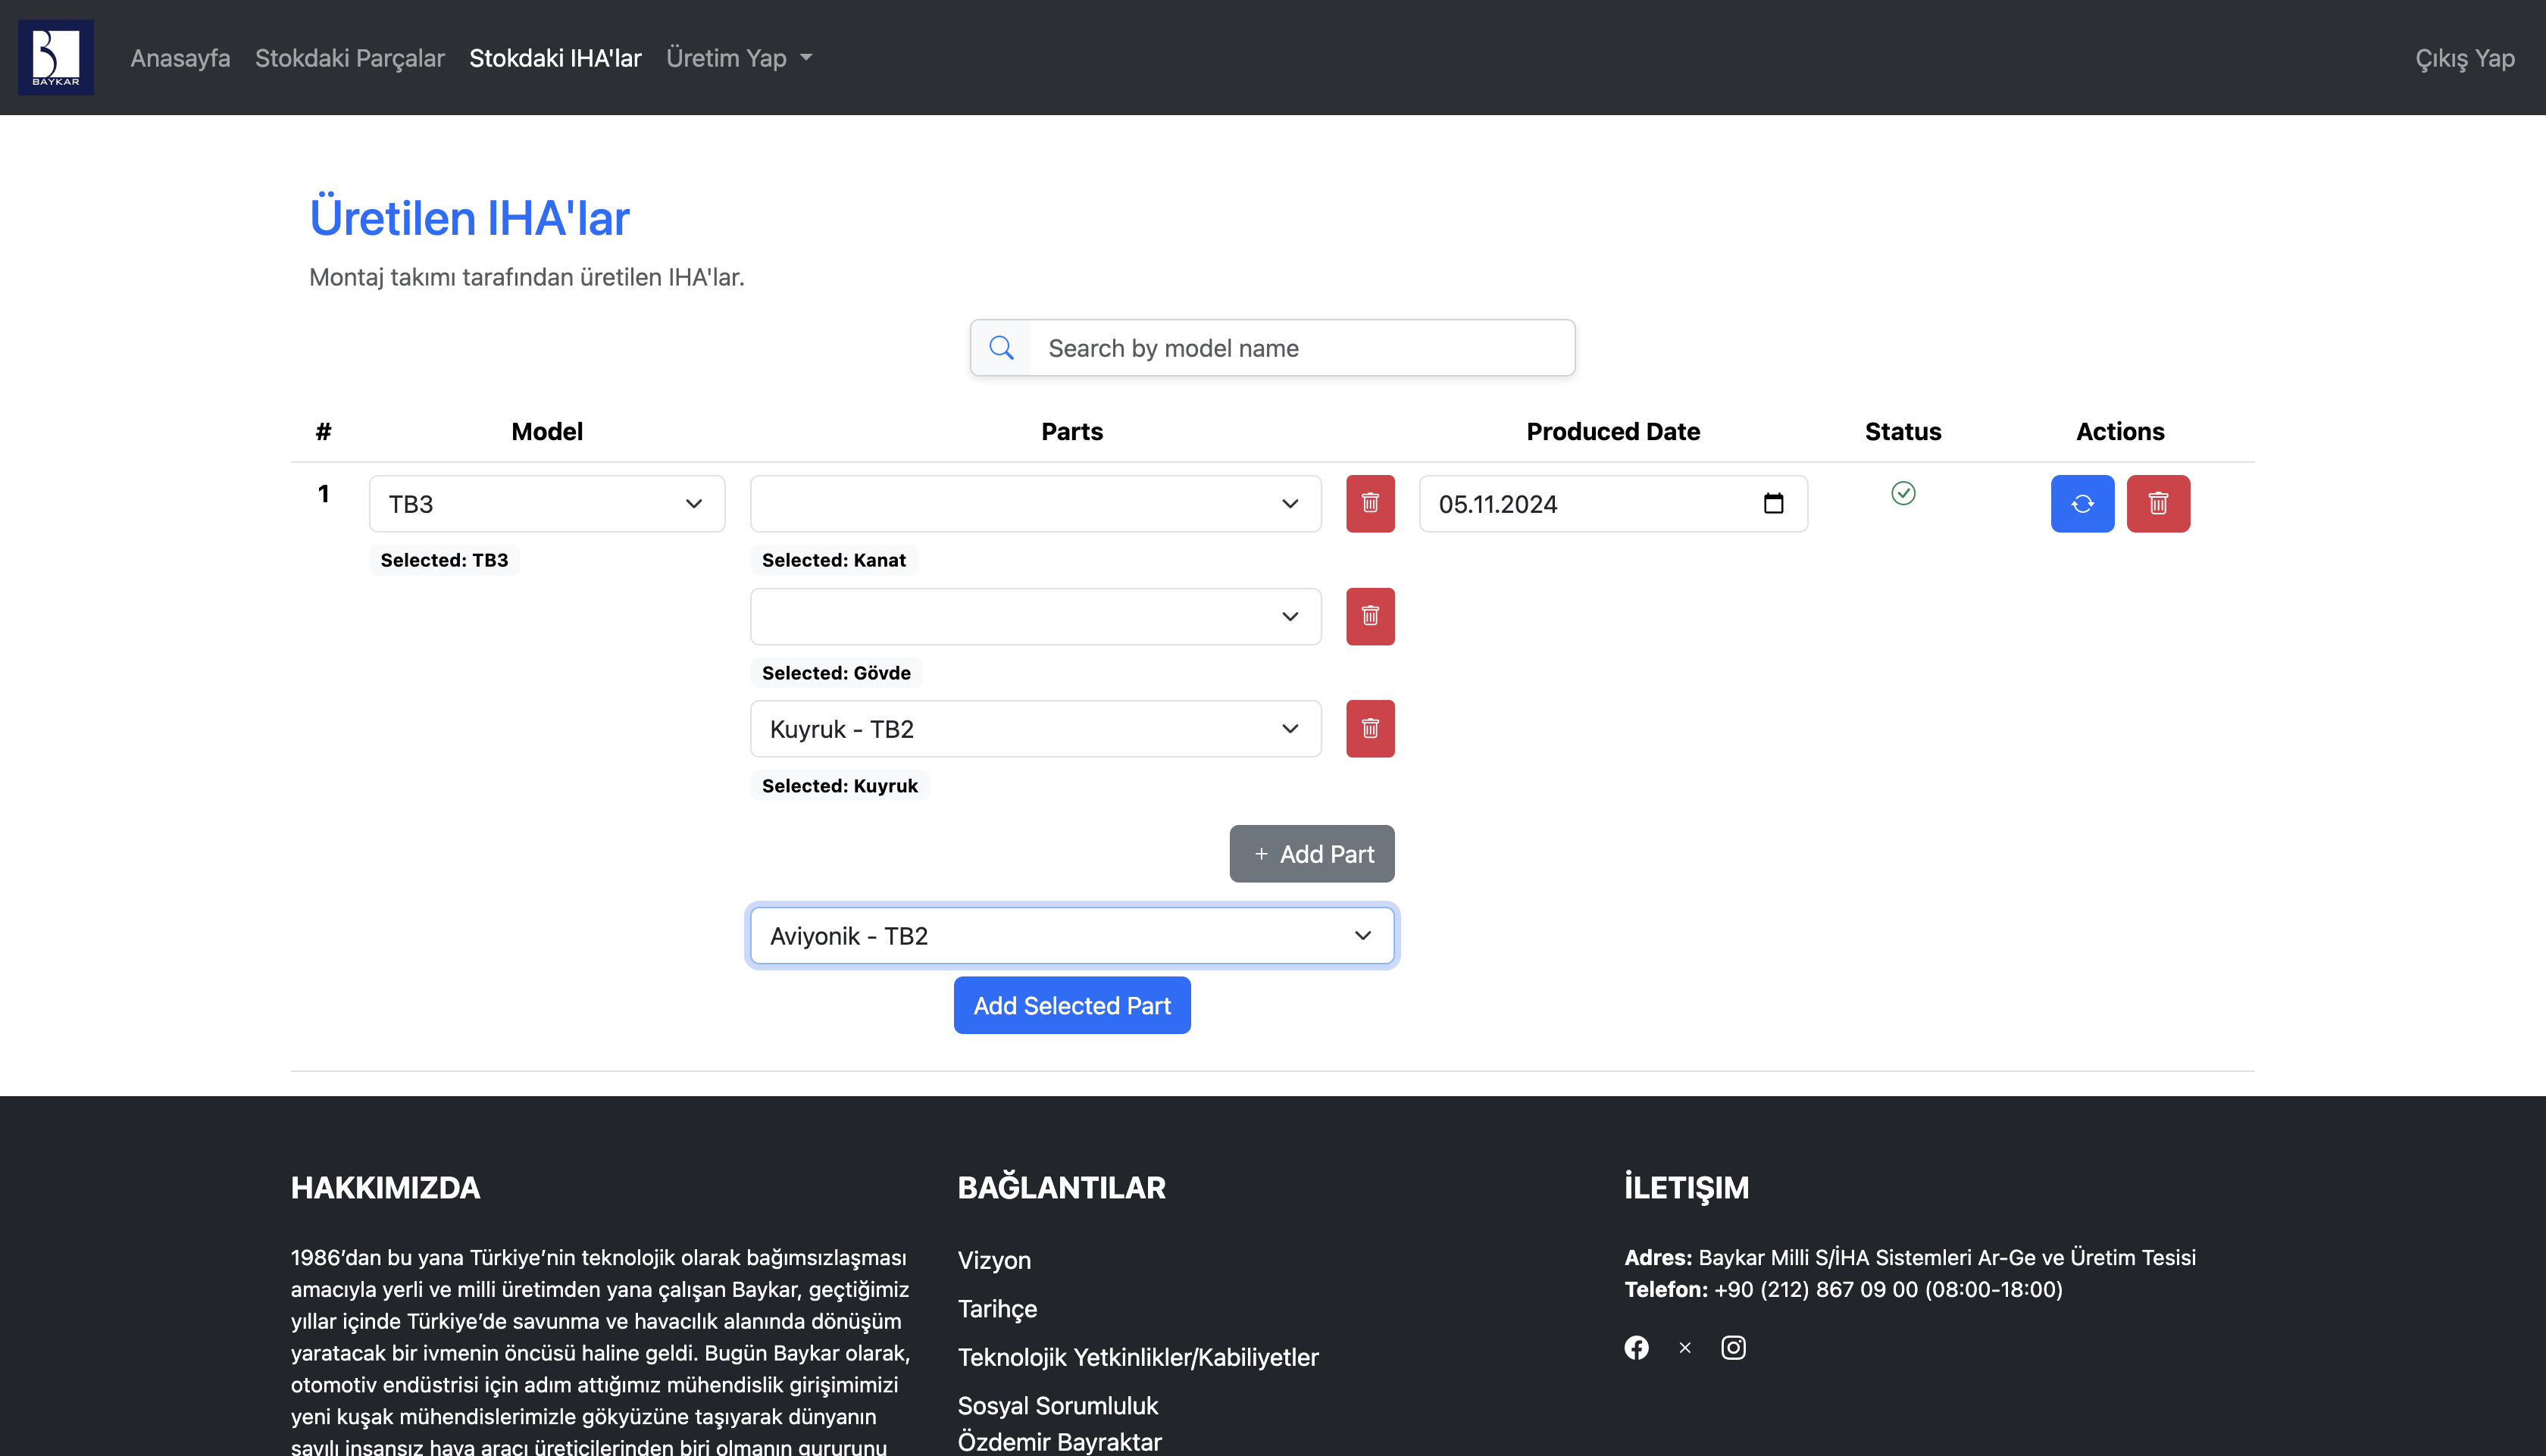 BAYKAR
Anasayfa
Stokdaki Parçalar
Stokdaki IHA'lar
Üretim Yap
Çıkış Yap
Üretilen IHA'lar
Montaj takımı tarafından üretilen IHA'lar.
Search by model name
# Model Parts Produced Date Status Actions
1 TB3 05.11.2024
Selected: TB3 Selected: Kanat
Selected: Gövde
Kuyruk - TB2
Selected: Kuyruk
+ Add Part
Aviyonik - TB2
Add Selected Part
HAKKIMIZDA
1986’dan bu yana Türkiye’nin teknolojik olarak bağımsızlaşması
amacıyla yerli ve milli üretimden yana çalışan Baykar, geçtiğimiz
yıllar içinde Türkiye’de savunma ve havacılık alanında dönüşüm
yaratacak bir ivmenin öncüsü haline geldi. Bugün Baykar olarak,
otomotiv endüstrisi için adım attığımız mühendislik girişimimizi
yeni kuşak mühendislerimizle gökyüzüne taşıyarak dünyanın
sayılı insansız hava aracı üreticilerinden biri olmanın gururunu
BAĞLANTILAR
Vizyon
Tarihçe
Teknolojik Yetkinlikler/Kabiliyetler
Sosyal Sorumluluk
Özdemir Bayraktar
İLETIŞIM
Adres: Baykar Milli S/İHA Sistemleri Ar-Ge ve Üretim Tesisi
Telefon: +90 (212) 867 09 00 (08:00-18:00)